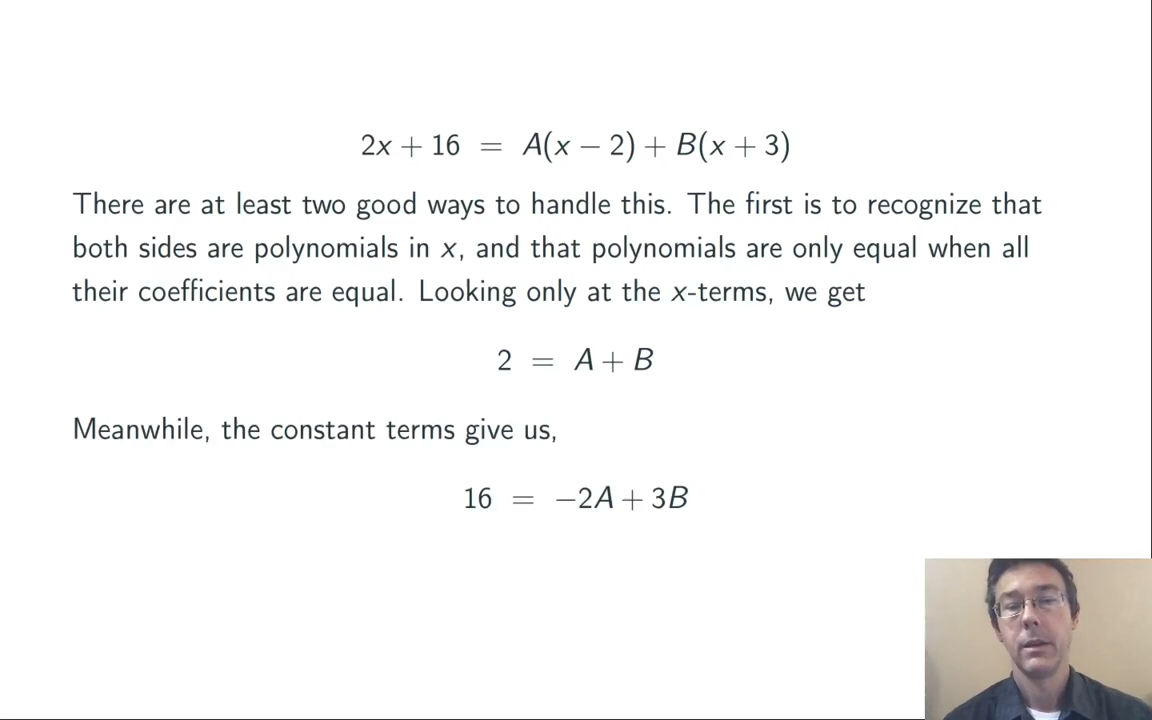 2x + 16 = A(x − 2) + B(x + 3)
There are at least two good ways to handle this. The first is to recognize that
both sides are polynomials in x, and that polynomials are only equal when all
their coefficients are equal. Looking only at the x-terms, we get
2 = A + B
Meanwhile, the constant terms give us,
16 = −2A + 3B